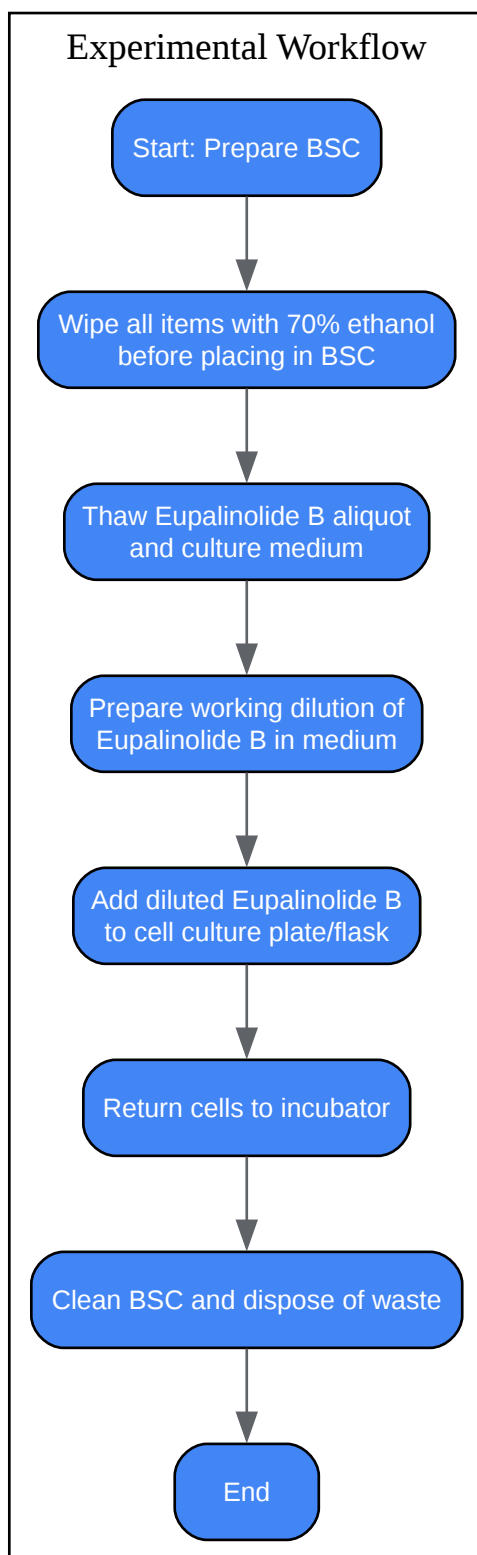 Experimental Workflow
Start: Prepare BSC
Wipe all items with 70% ethanol
before placing in BSC
Thaw Eupalinolide B aliquot
and culture medium
Prepare working dilution of
Eupalinolide B in medium
Add diluted Eupalinolide B
to cell culture plate/flask
Return cells to incubator
Clean BSC and dispose of waste
End